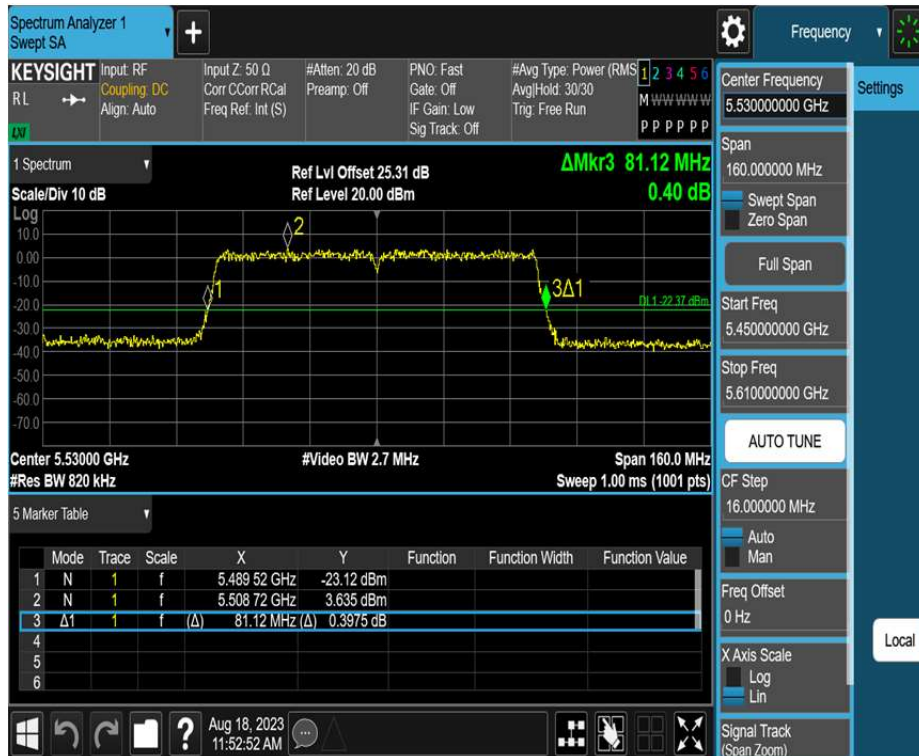 Spectrum Analyzer 1
Swept SA
+
Frequency
KEYSIGHT
RL
LXI
Input: RF
Coupling: DC
Align: Auto
Input Z: 50 Ω
Corr CCorr RCal
Freq Ref: Int (S)
#Atten: 20 dB
Preamp: Off
PNO: Fast
Gate: Off
IF Gain: Low
Sig Track: Off
#Avg Type: Power (RMS
Avg|Hold: 30/30
Trig: Free Run
1 2 3 4 5 6
M W W W W W
P P P P P P
1 Spectrum
Scale/Div 10 dB
Ref Lvl Offset 25.31 dB
Ref Level 20.00 dBm
ΔMkr3 81.12 MHz
0.40 dB
Log
10.0
0.00
-10.0
-20.0
-30.0
-40.0
-50.0
-60.0
-70.0
2
1
3Δ1
DL1 -22.37 dBm
Center 5.53000 GHz
#Video BW 2.7 MHz
Span 160.0 MHz
#Res BW 820 kHz
Sweep 1.00 ms (1001 pts)
5 Marker Table
Mode Trace Scale X Y Function Function Width Function Value
1 N 1 f 5.489 52 GHz -23.12 dBm
2 N 1 f 5.508 72 GHz 3.635 dBm
3 Δ1 1 f (Δ) 81.12 MHz (Δ) 0.3975 dB
4
5
6
?
Aug 18, 2023
11:52:52 AM
Center Frequency
5.530000000 GHz
Settings
Span
160.000000 MHz
Swept Span
Zero Span
Full Span
Start Freq
5.450000000 GHz
Stop Freq
5.610000000 GHz
AUTO TUNE
CF Step
16.000000 MHz
Auto
Man
Freq Offset
0 Hz
Local
X Axis Scale
Log
Lin
Signal Track
(Span Zoom)